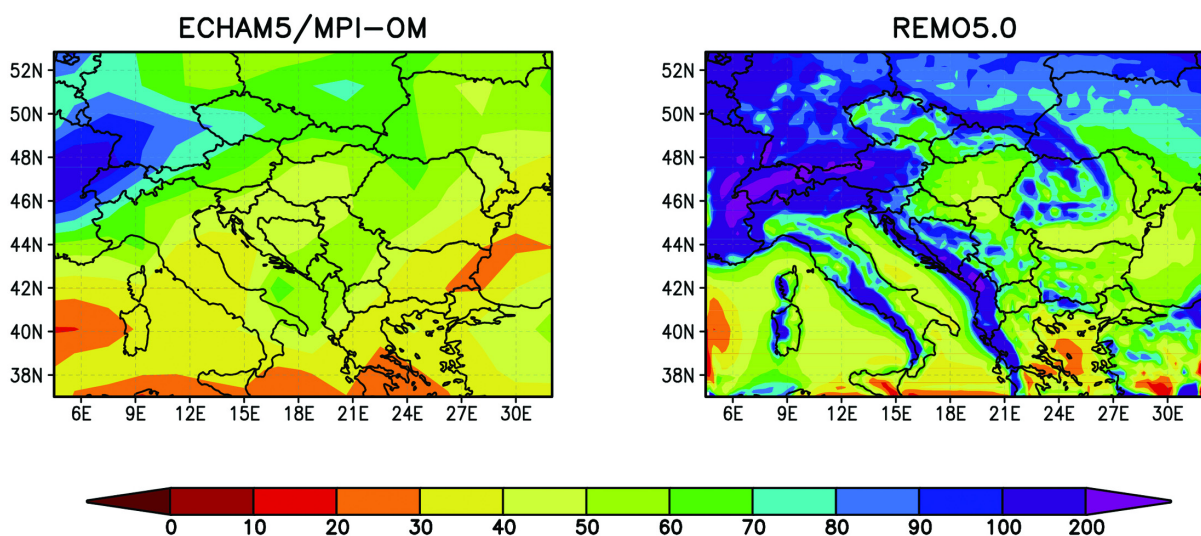 ECHAM5/MPI-OM
REMO5.0
52N
50N
48N
46N
44N
42N
40N
38N
6E 9E 12E 15E 18E 21E 24E 27E 30E
52N
50N
48N
46N
44N
42N
40N
38N
6E 9E 12E 15E 18E 21E 24E 27E 30E
0 10 20 30 40 50 60 70 80 90 100 200